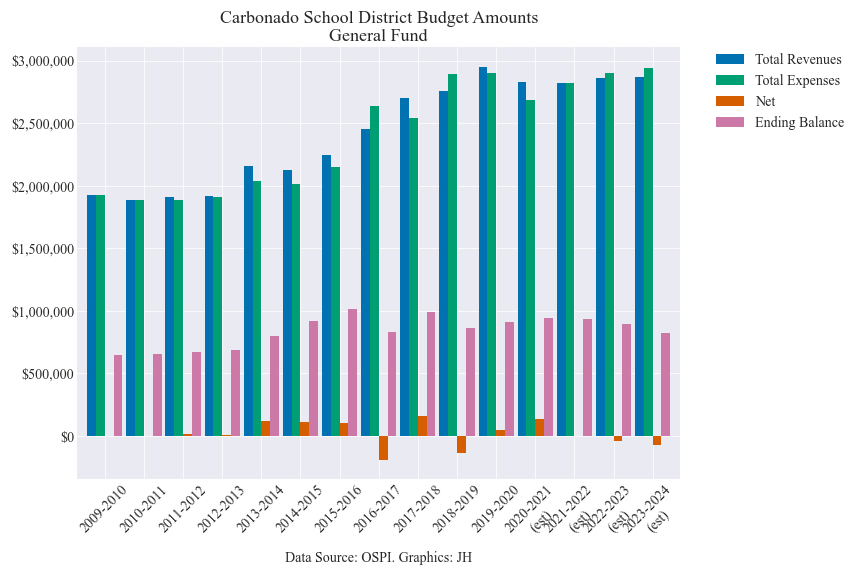 Carbonado School District Budget Amounts
General Fund
Total Revenues
Total Expenses
Net
Ending Balance
$3,000,000
$2,500,000
$2,000,000
$1,500,000
$1,000,000
$500,000
$0
2009-2010
2010-2011
2011-2012
2012-2013
2013-2014
2014-2015
2015-2016
2016-2017
2017-2018
2018-2019
2019-2020
2020-2021
(est)
2021-2022
(est)
2022-2023
(est)
2023-2024
(est)
Data Source: OSPI. Graphics: JH